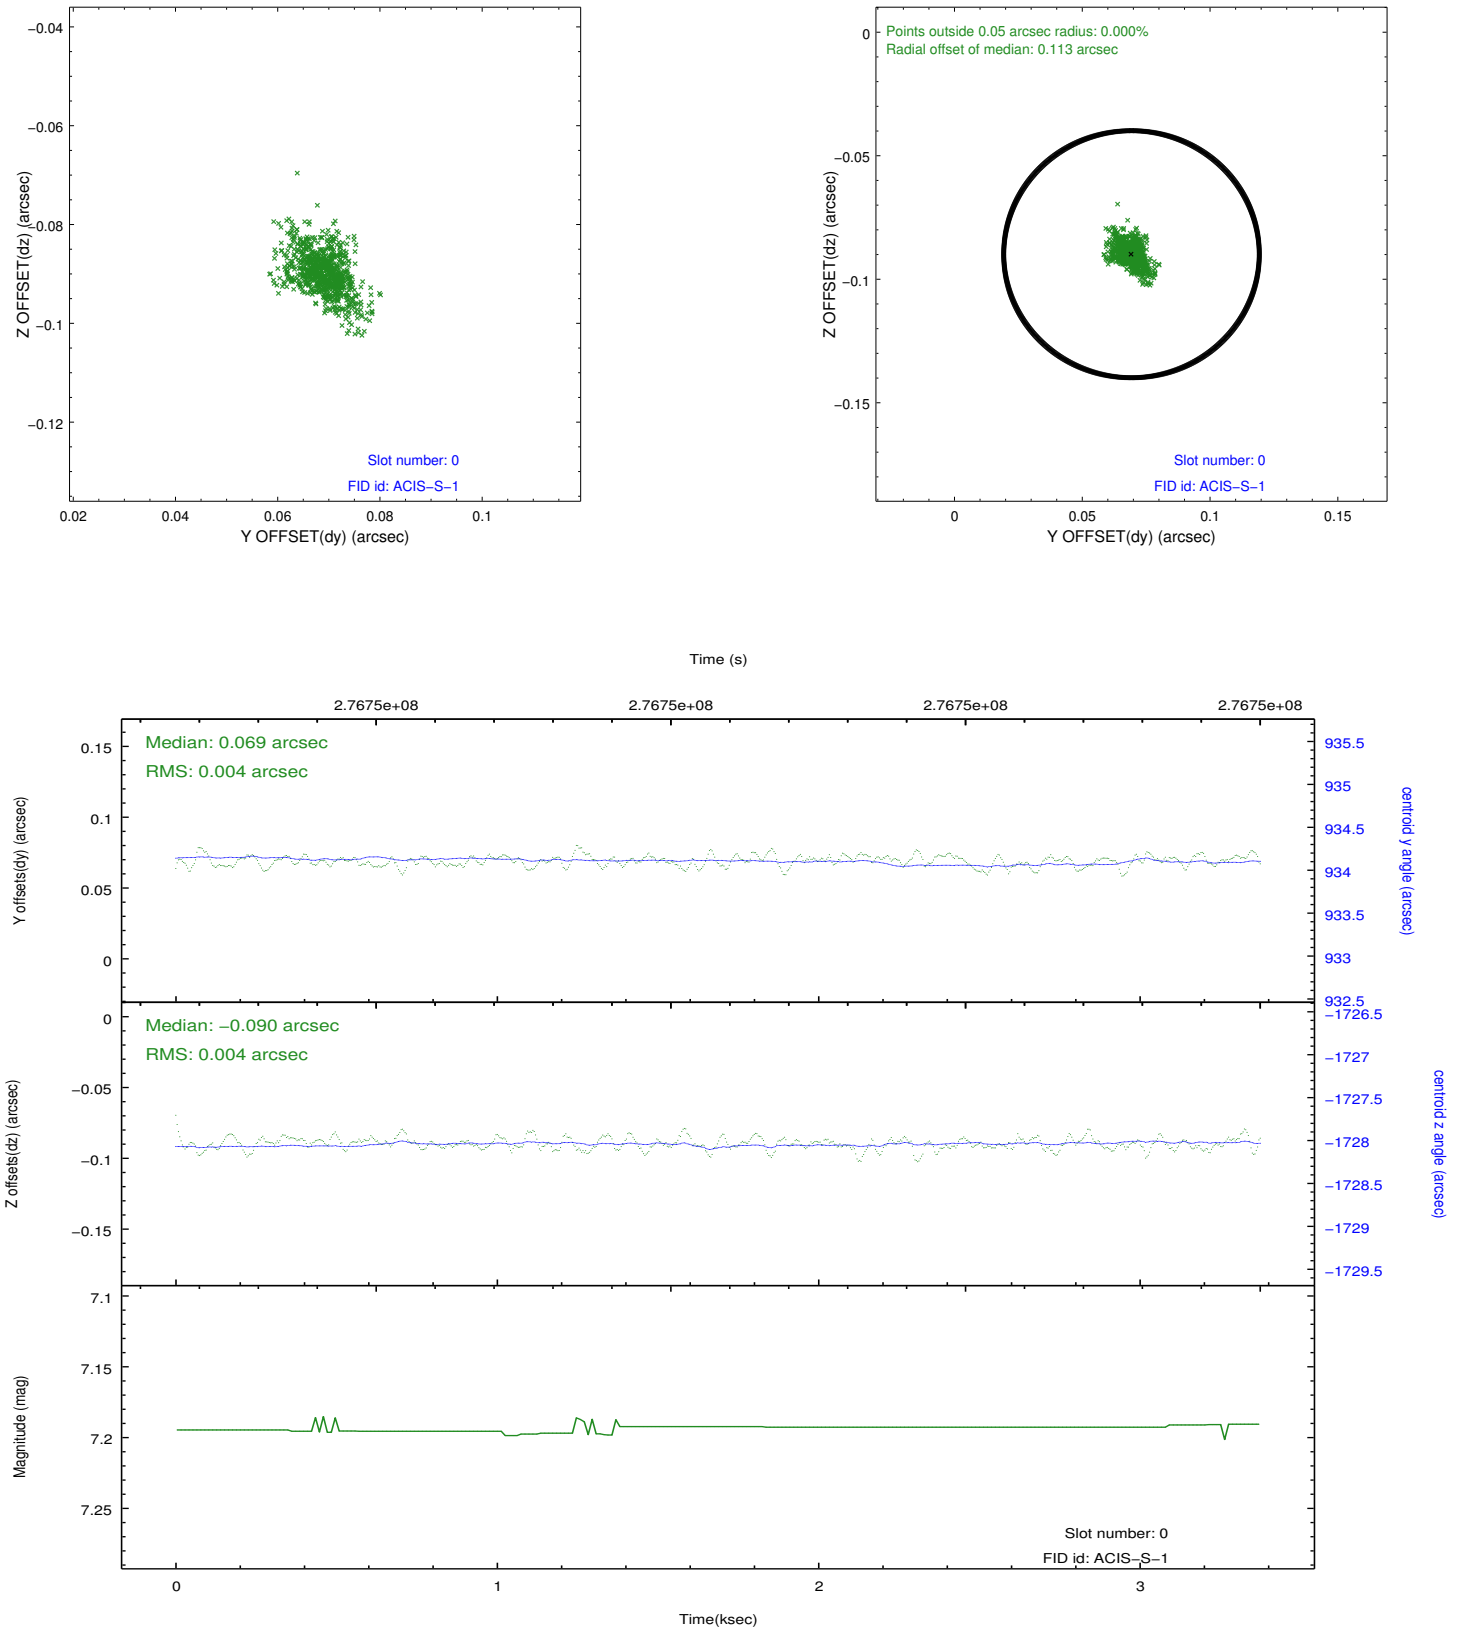 −0.04
−0.06
−0.08
−0.1
−0.12
Z OFFSET(dz) (arcsec)
Slot number: 0
FID id: ACIS−S−1
0.02 0.04 0.06 0.08 0.1
Y OFFSET(dy) (arcsec)
Points outside 0.05 arcsec radius: 0.000%
Radial offset of median: 0.113 arcsec
0
−0.05
−0.1
−0.15
Z OFFSET(dz) (arcsec)
Slot number: 0
FID id: ACIS−S−1
0 0.05 0.1 0.15
Y OFFSET(dy) (arcsec)
Time (s)
2.7675e+08 2.7675e+08 2.7675e+08 2.7675e+08
Median: 0.069 arcsec
RMS: 0.004 arcsec
0.15
0.1
0.05
0
Y offsets(dy) (arcsec)
935.5
935
934.5
934
933.5
933
932.5
centroid y angle (arcsec)
Median: −0.090 arcsec
RMS: 0.004 arcsec
0
−0.05
−0.1
−0.15
Z offsets(dz) (arcsec)
−1726.5
−1727
−1727.5
−1728
−1728.5
−1729
−1729.5
centroid z angle (arcsec)
7.1
7.15
7.2
7.25
Magnitude (mag)
Slot number: 0
FID id: ACIS−S−1
0 1 2 3
Time(ksec)